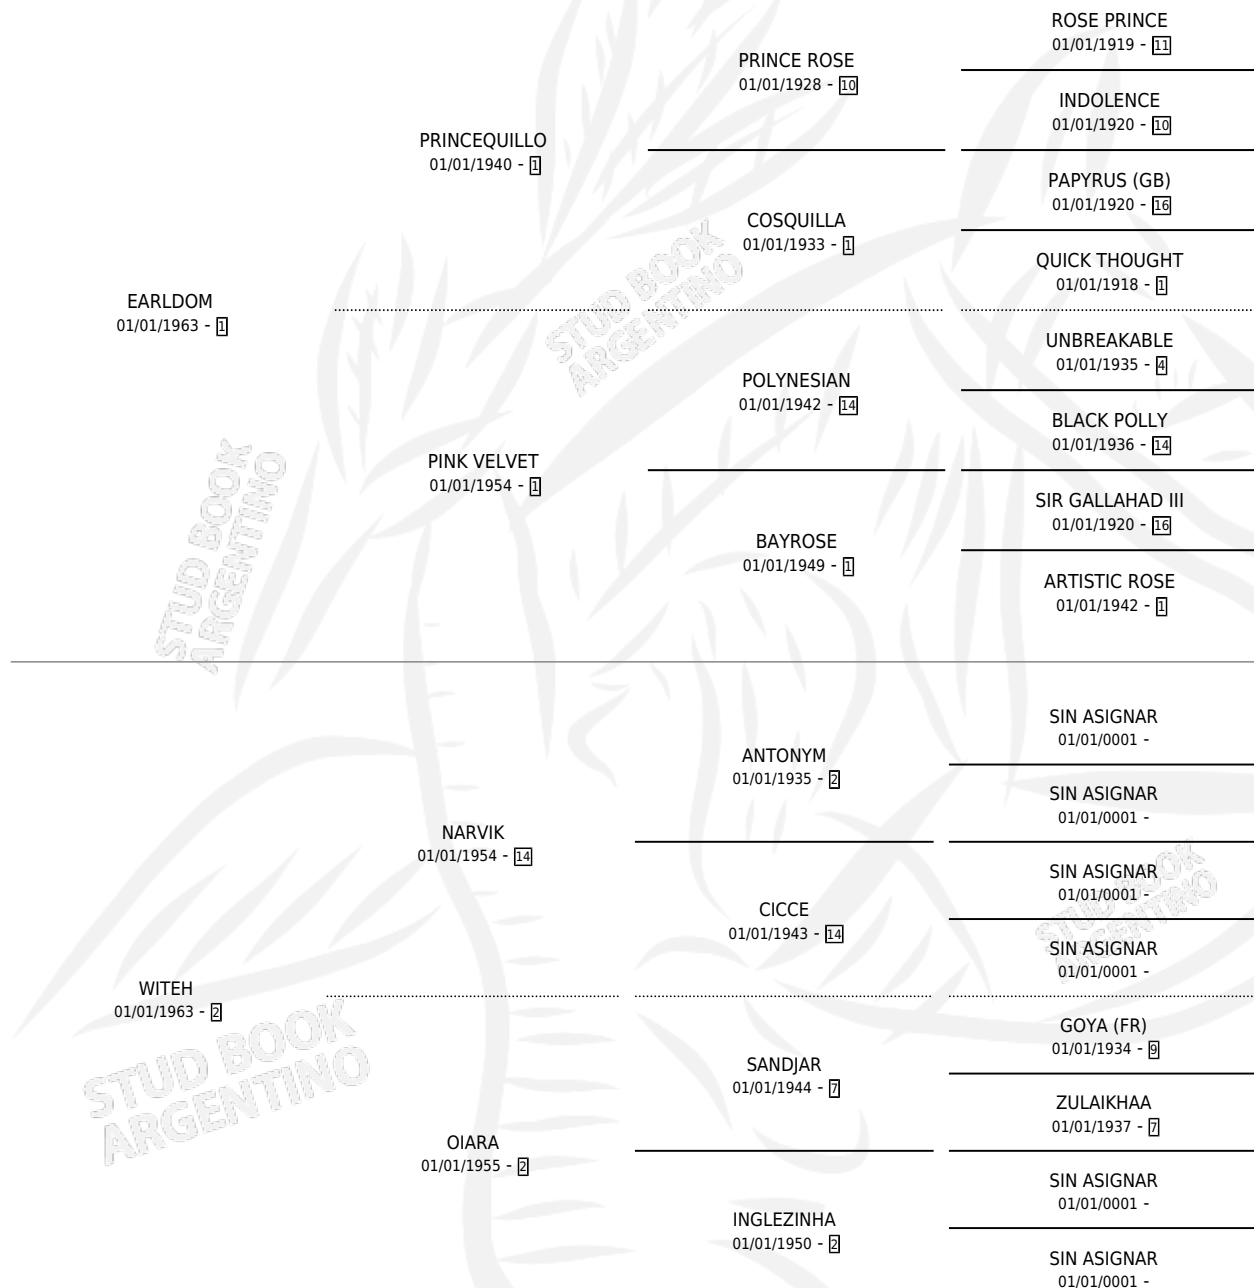 ROSE PRINCE
01/01/1919 - 11
PRINCE ROSE
01/01/1928 - 10
INDOLENCE
01/01/1920 - 10
PRINCEQUILLO
01/01/1940 - 1
PAPYRUS (GB)
01/01/1920 - 16
COSQUILLA
01/01/1933 - 1
QUICK THOUGHT
01/01/1918 - 1
EARLDOM
01/01/1963 - 1
STUD BOOK
ARGENTINO
UNBREAKABLE
01/01/1935 - 4
POLYNESIAN
01/01/1942 - 14
BLACK POLLY
01/01/1936 - 14
PINK VELVET
01/01/1954 - 1
SIR GALLAHAD III
01/01/1920 - 16
BAYROSE
01/01/1949 - 1
ARTISTIC ROSE
01/01/1942 - 1
STUD BOOK
ARGENTINO
SIN ASIGNAR
01/01/0001 -
ANTONYM
01/01/1935 - 2
SIN ASIGNAR
01/01/0001 -
NARVIK
01/01/1954 - 14
SIN ASIGNAR
01/01/0001 -
CICCE
01/01/1943 - 14
SIN ASIGNAR
01/01/0001 -
STUD BOOK
ARGENTINO
WITEH
01/01/1963 - 2
GOYA (FR)
01/01/1934 - 9
SANDJAR
01/01/1944 - 7
ZULAIKHAA
01/01/1937 - 7
STUD BOOK
ARGENTINO
OIARA
01/01/1955 - 2
SIN ASIGNAR
01/01/0001 -
INGLEZINHA
01/01/1950 - 2
SIN ASIGNAR
01/01/0001 -